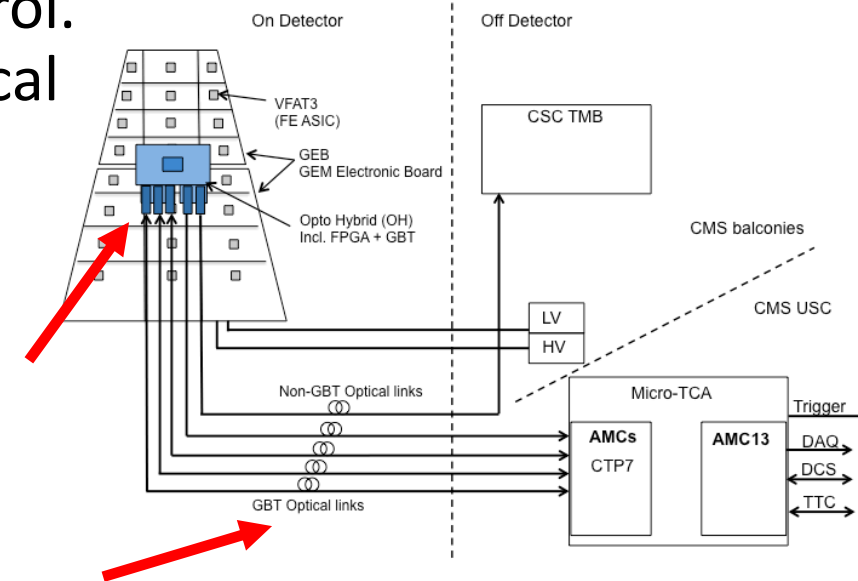 rol.
cal
On Detector
Off Detector
VFAT3
(FE ASIC)
GEB
GEM Electronic Board
Opto Hybrid (OH)
Incl. FPGA + GBT
CSC TMB
CMS balconies
CMS USC
LV
HV
Non-GBT Optical links
GBT Optical links
Micro-TCA
AMCs
CTP7
AMC13
Trigger
DAQ
DCS
TTC